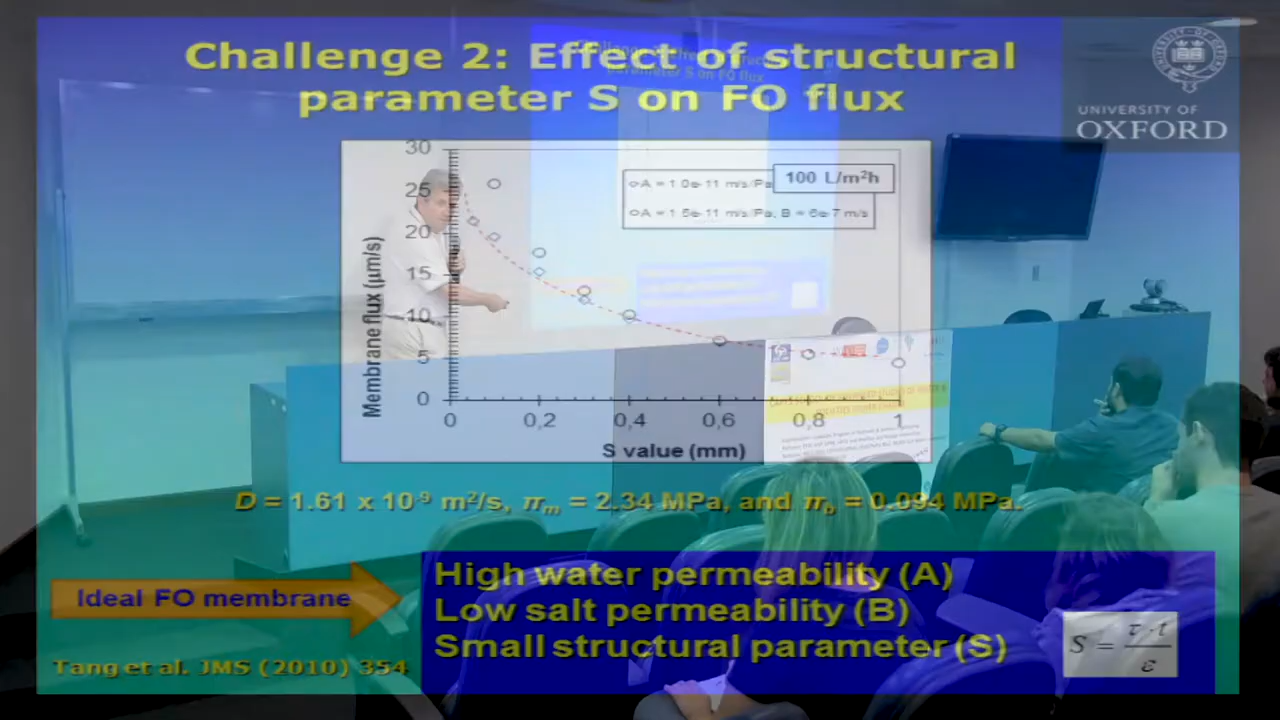 Challenge 2: Effect of structural
parameter S on FO flux
UNIVERSITY OF
OXFORD
30
25
20
15
10
5
0
Membrane flux (µm/s)
A = 1.0e-11 m/s/Pa
100 L/m²h
A = 1.5e-11 m/s/Pa, B = 6e-7 m/s
0 0,2 0,4 0,6 0,8 1
S value (mm)
D = 1.61 x 10⁻⁹ m²/s, π_m = 2.34 MPa, and π_b = 0.094 MPa.
Ideal FO membrane
High water permeability (A)
Low salt permeability (B)
Small structural parameter (S)
S = τ·t / ε
Tang et al. JMS (2010) 354